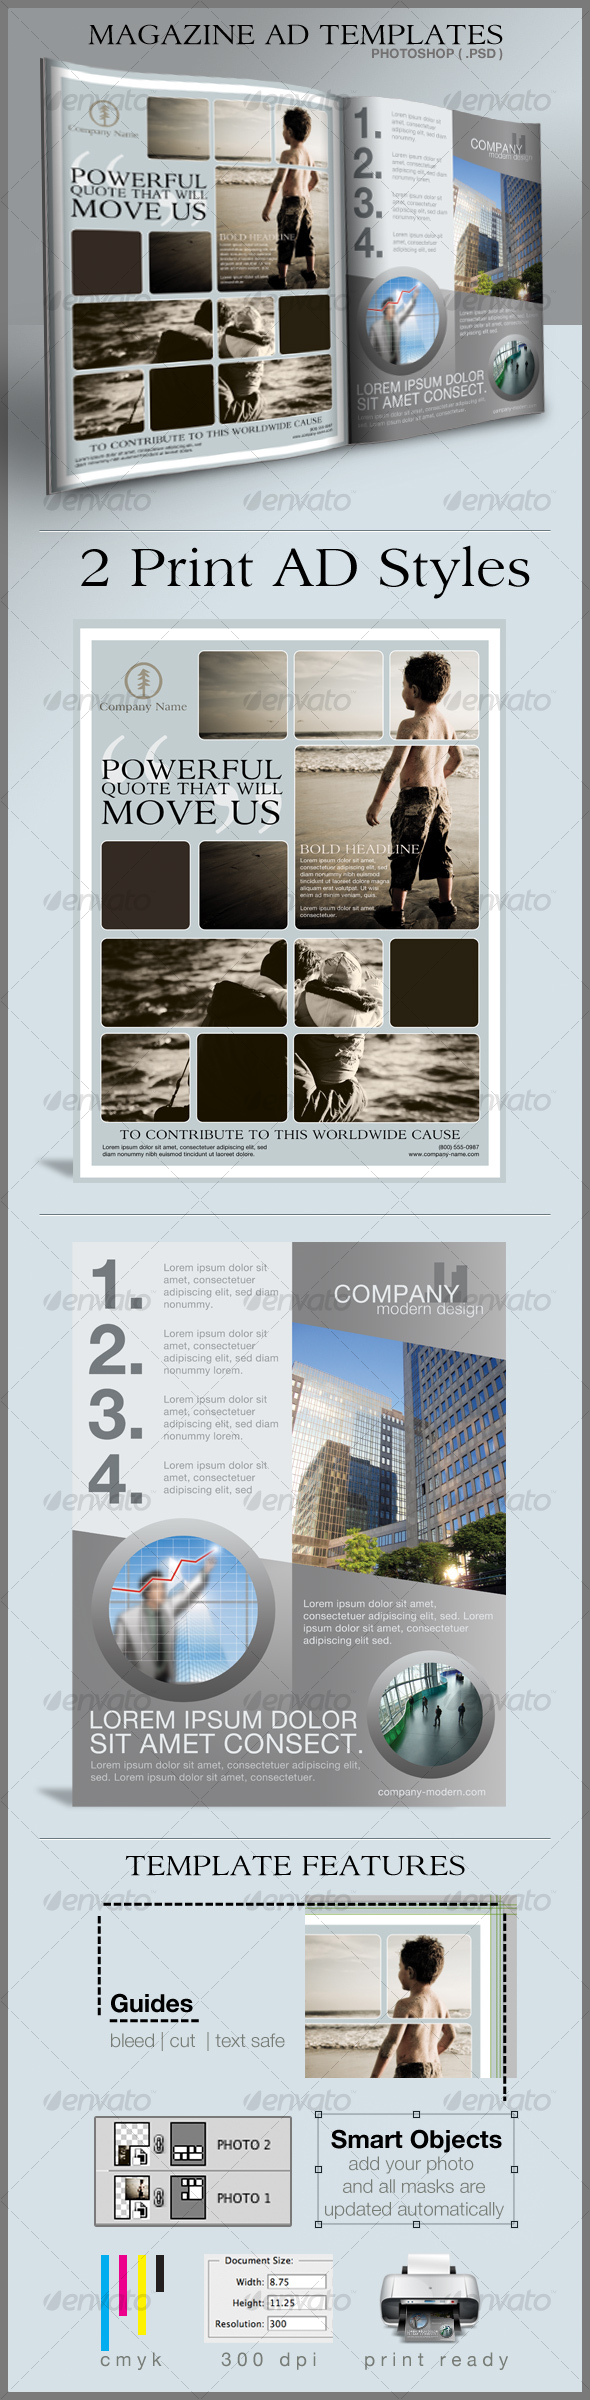 MAGAZINE AD TEMPLATES
PHOTOSHOP ( .PSD )
Company Name
POWERFUL
QUOTE THAT WILL
MOVE US
BOLD HEADLINE
TO CONTRIBUTE TO THIS WORLDWIDE CAUSE
1.
2.
3.
4.
COMPANY
modern design
LOREM IPSUM DOLOR
SIT AMET CONSECT.
company-modern.com
2 Print AD Styles
Company Name
POWERFUL
QUOTE THAT WILL
MOVE US
BOLD HEADLINE
Lorem ipsum dolor sit amet,
consectetuer adipiscing elit,
sed diam nonummy nibh
euismod tincidunt ut laoreet
dolore magna aliquam
erat volutpat. Ut wisi
enim ad minim veniam, quis.
Lorem ipsum dolor sit amet,
consectetuer.
TO CONTRIBUTE TO THIS WORLDWIDE CAUSE
Lorem ipsum dolor sit amet, consectetuer adipiscing elit, sed
diam nonummy nibh euismod tincidunt ut laoreet dolore.
(800) 555-0987
www.company-name.com
1.
Lorem ipsum dolor sit
amet, consectetuer
adipiscing elit, sed diam
nonummy.
2.
Lorem ipsum dolor sit
amet, consectetuer
adipiscing elit, sed diam
nonummy lorem.
3.
Lorem ipsum dolor sit
amet, consectetuer
adipiscing elit, sed diam
nonummy lorem.
4.
Lorem ipsum dolor sit
amet, consectetuer
adipiscing elit, sed
COMPANY
modern design
Lorem ipsum dolor sit amet,
consectetuer adipiscing elit, sed. Lorem
ipsum dolor sit amet, consectetuer
adipiscing elit sed.
LOREM IPSUM DOLOR
SIT AMET CONSECT.
Lorem ipsum dolor sit amet, consectetuer adipiscing elit,
sed. Lorem ipsum dolor sit amet, consectetuer.
company-modern.com
TEMPLATE FEATURES
Guides
bleed | cut | text safe
PHOTO 2
PHOTO 1
Smart Objects
add your photo
and all masks are
updated automatically
Document Size:
Width: 8.75
Height: 11.25
Resolution: 300
cmyk
300 dpi
print ready
envato